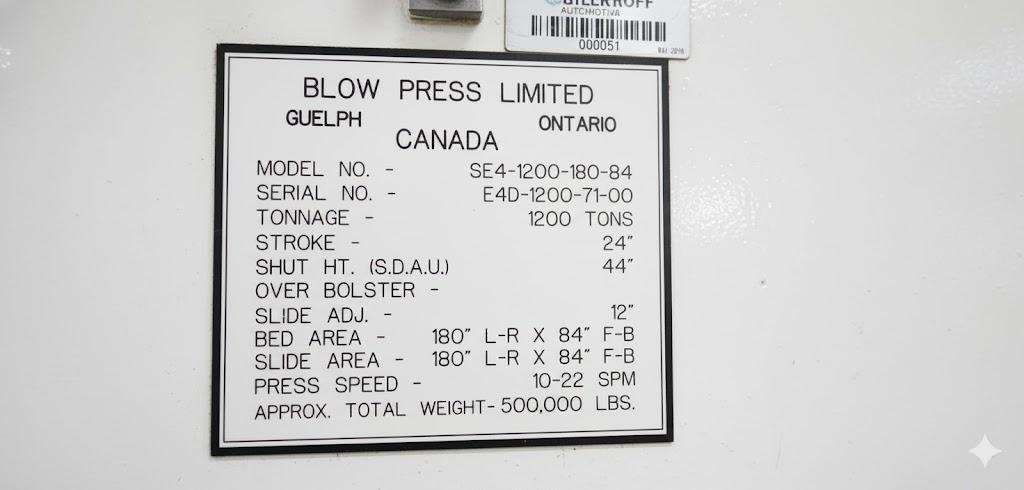 AUTOMOTIVA
000051
BLOW PRESS LIMITED
GUELPH ONTARIO
CANADA
MODEL NO. - SE4-1200-180-84
SERIAL NO. - E4D-1200-71-00
TONNAGE - 1200 TONS
STROKE - 24"
SHUT HT. (S.D.A.U.) 44"
OVER BOLSTER -
SLIDE ADJ. - 12"
BED AREA - 180" L-R X 84" F-B
SLIDE AREA - 180" L-R X 84" F-B
PRESS SPEED - 10-22 SPM
APPROX. TOTAL WEIGHT- 500,000 LBS.